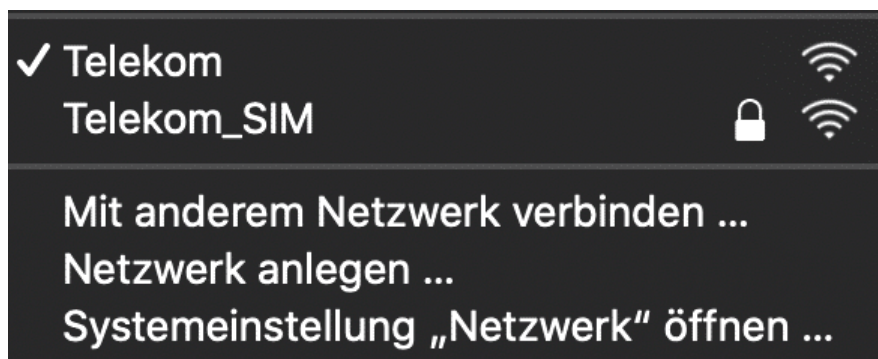 Telekom
Telekom_SIM
Mit anderem Netzwerk verbinden ...
Netzwerk anlegen ...
Systemeinstellung „Netzwerk“ öffnen ...